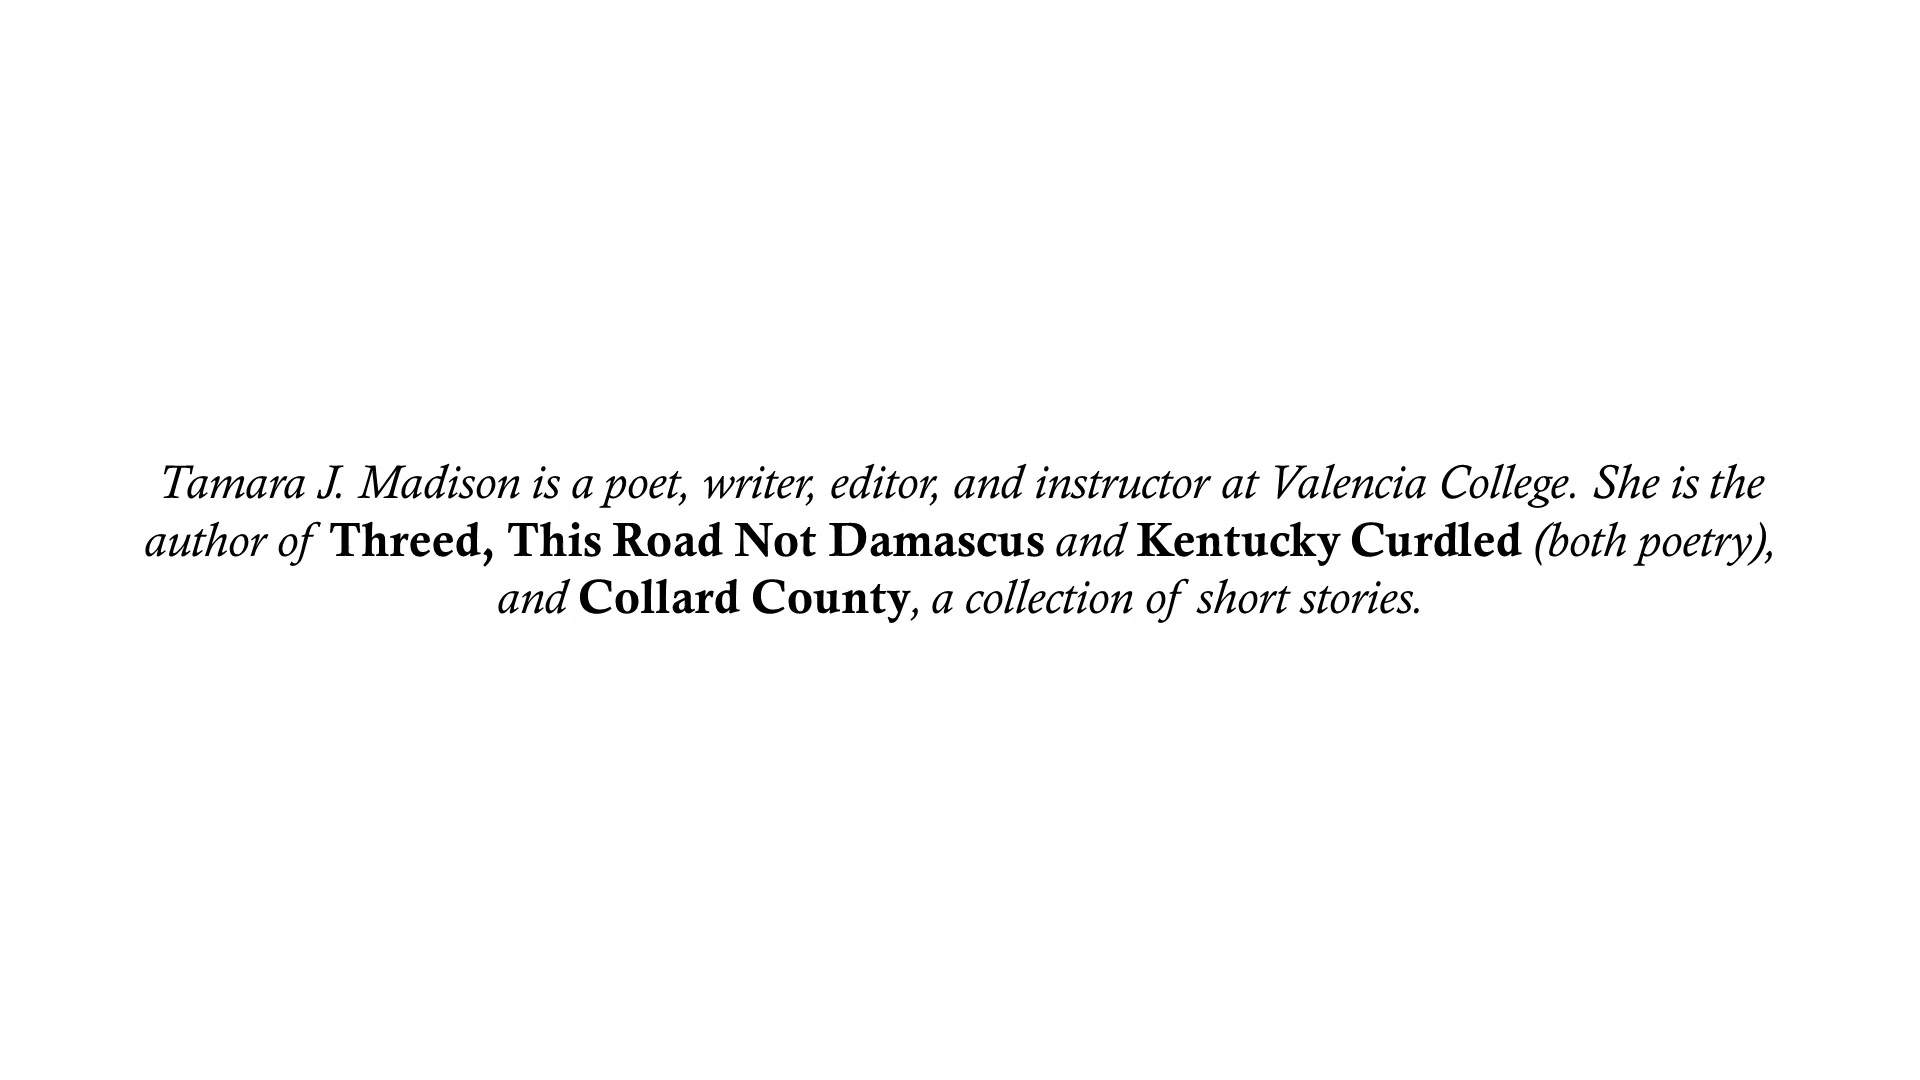 Tamara J. Madison is a poet, writer, editor, and instructor at Valencia College. She is the
author of Threed, This Road Not Damascus and Kentucky Curdled (both poetry),
and Collard County, a collection of short stories.